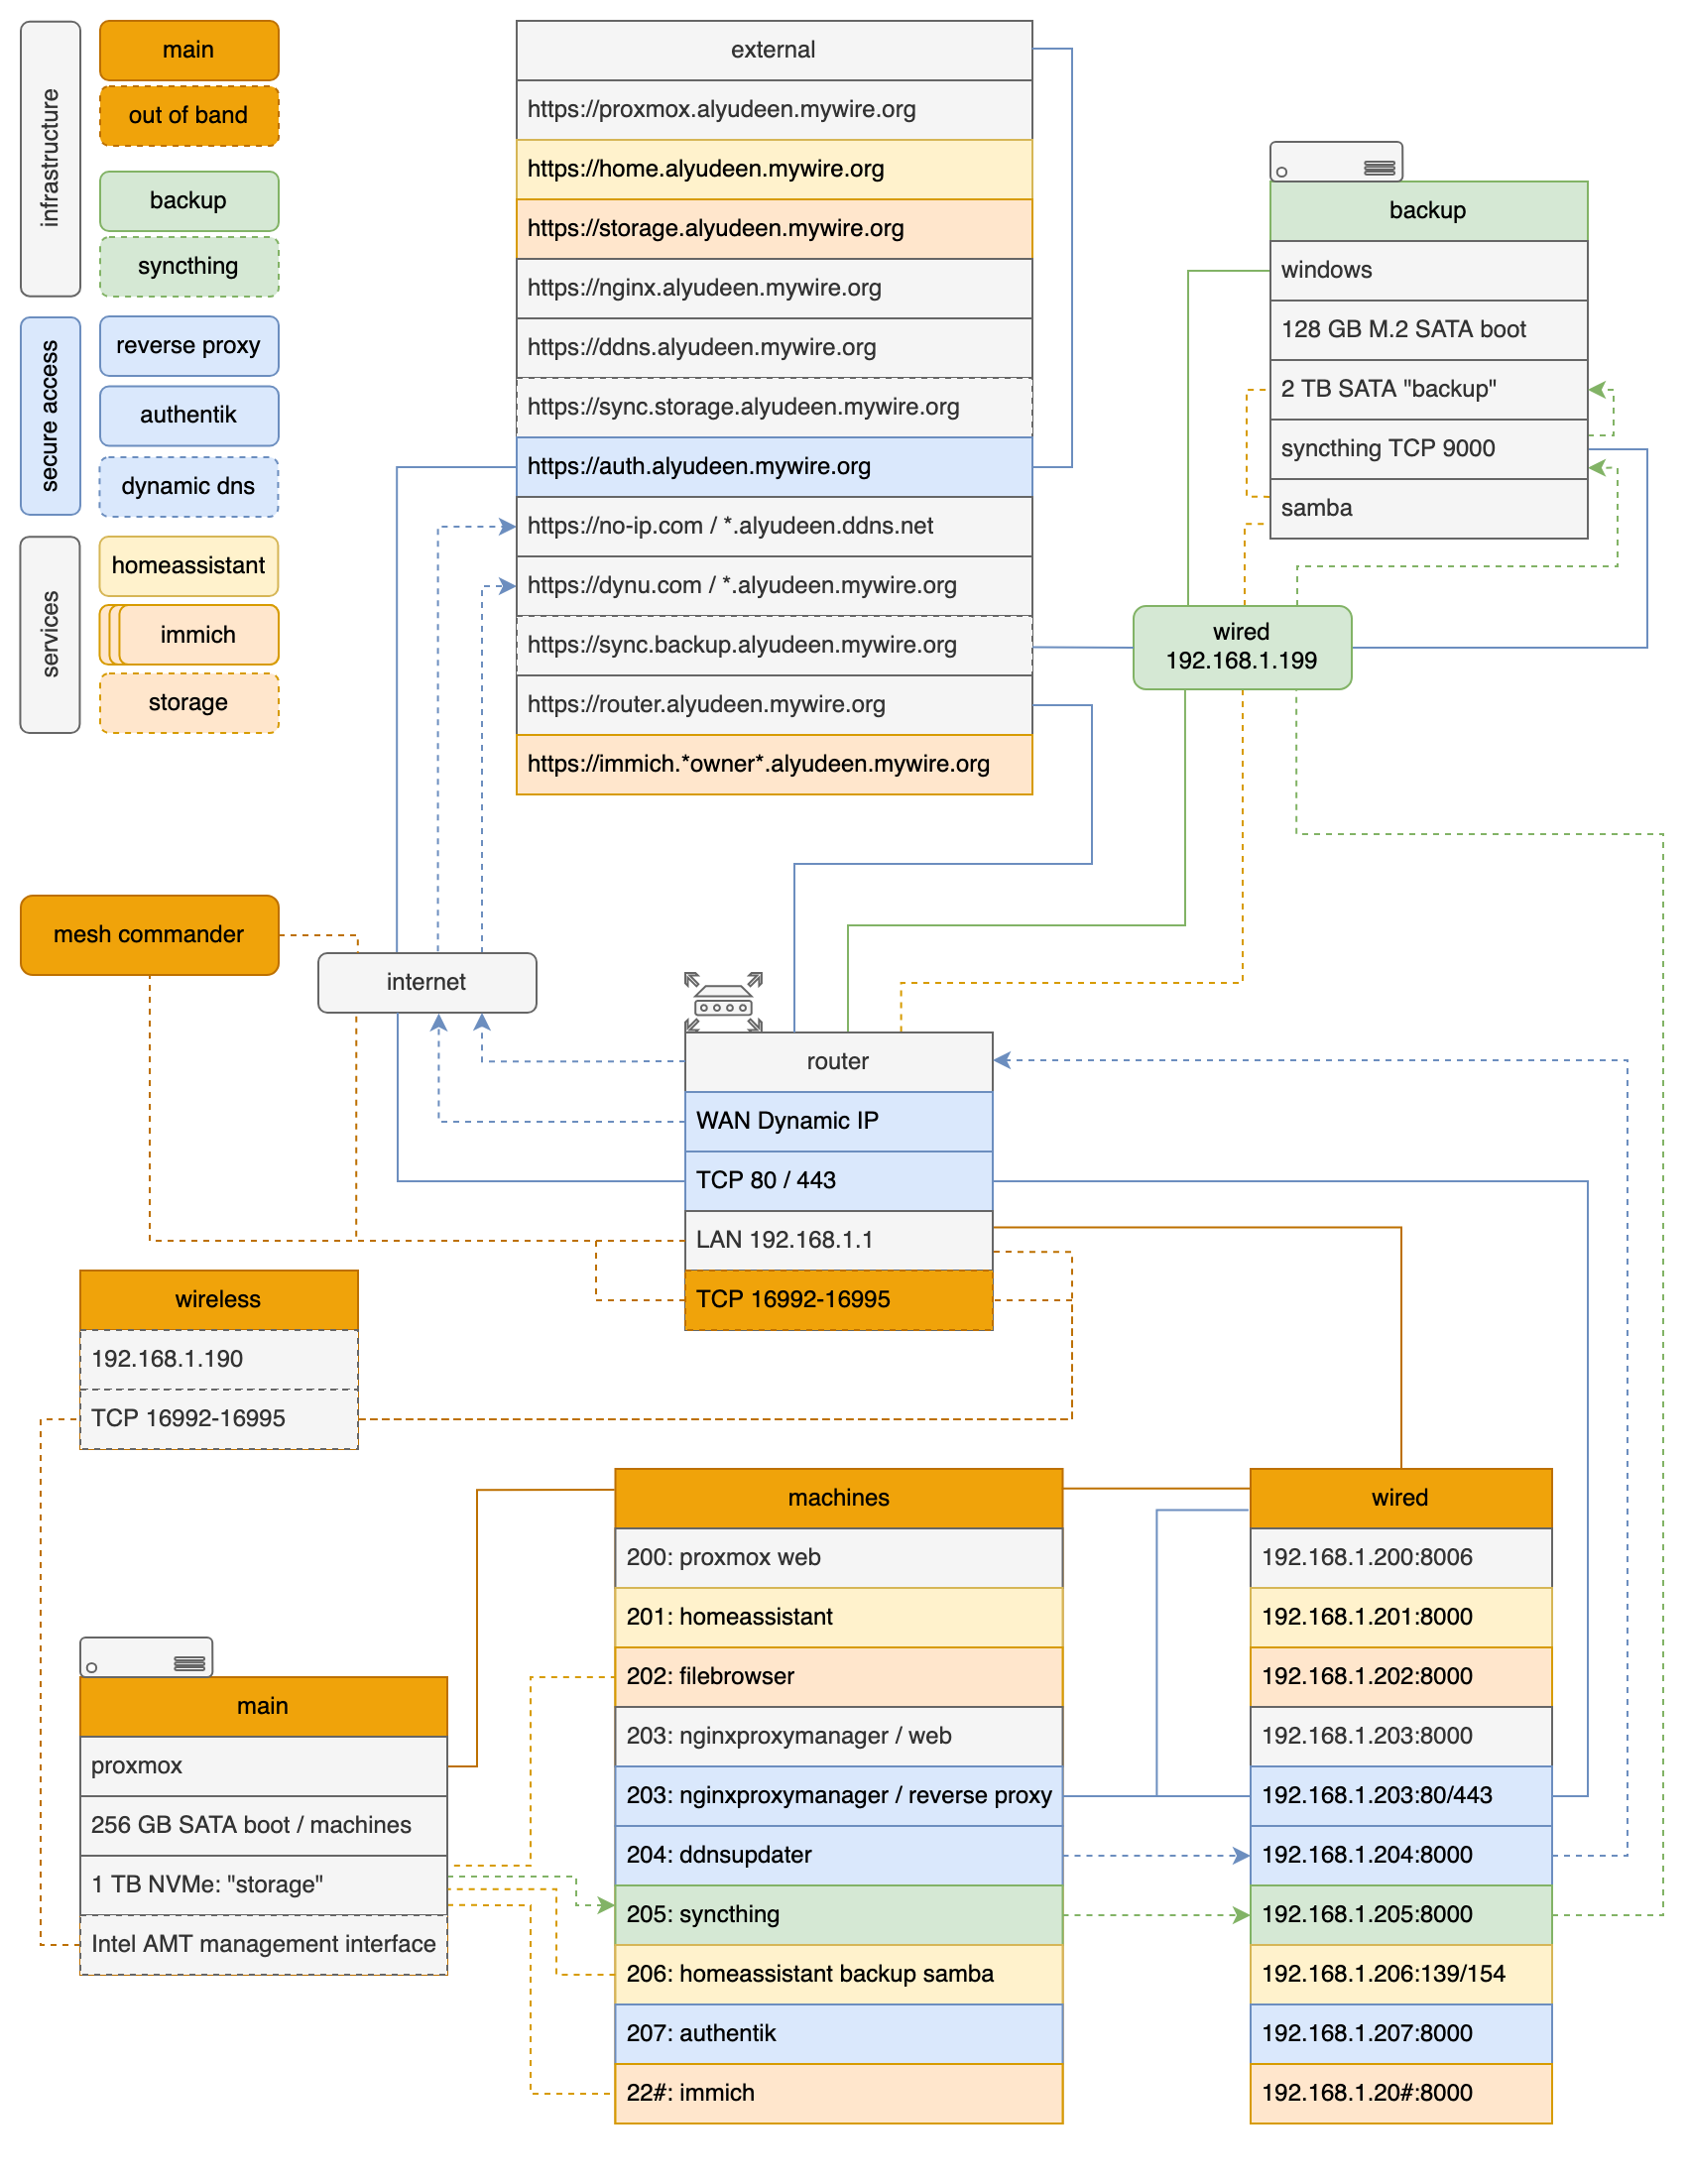 infrastructure
main
out of band
backup
syncthing
secure access
reverse proxy
authentik
dynamic dns
services
homeassistant
immich
storage
external
https://proxmox.alyudeen.mywire.org
https://home.alyudeen.mywire.org
https://storage.alyudeen.mywire.org
https://nginx.alyudeen.mywire.org
https://ddns.alyudeen.mywire.org
https://sync.storage.alyudeen.mywire.org
https://auth.alyudeen.mywire.org
https://no-ip.com / *.alyudeen.ddns.net
https://dynu.com / *.alyudeen.mywire.org
https://sync.backup.alyudeen.mywire.org
https://router.alyudeen.mywire.org
https://immich.*owner*.alyudeen.mywire.org
backup
windows
128 GB M.2 SATA boot
2 TB SATA "backup"
syncthing TCP 9000
samba
wired
192.168.1.199
mesh commander
internet
router
WAN Dynamic IP
TCP 80 / 443
LAN 192.168.1.1
TCP 16992-16995
wireless
192.168.1.190
TCP 16992-16995
main
proxmox
256 GB SATA boot / machines
1 TB NVMe: "storage"
Intel AMT management interface
machines
200: proxmox web
201: homeassistant
202: filebrowser
203: nginxproxymanager / web
203: nginxproxymanager / reverse proxy
204: ddnsupdater
205: syncthing
206: homeassistant backup samba
207: authentik
22#: immich
wired
192.168.1.200:8006
192.168.1.201:8000
192.168.1.202:8000
192.168.1.203:8000
192.168.1.203:80/443
192.168.1.204:8000
192.168.1.205:8000
192.168.1.206:139/154
192.168.1.207:8000
192.168.1.20#:8000